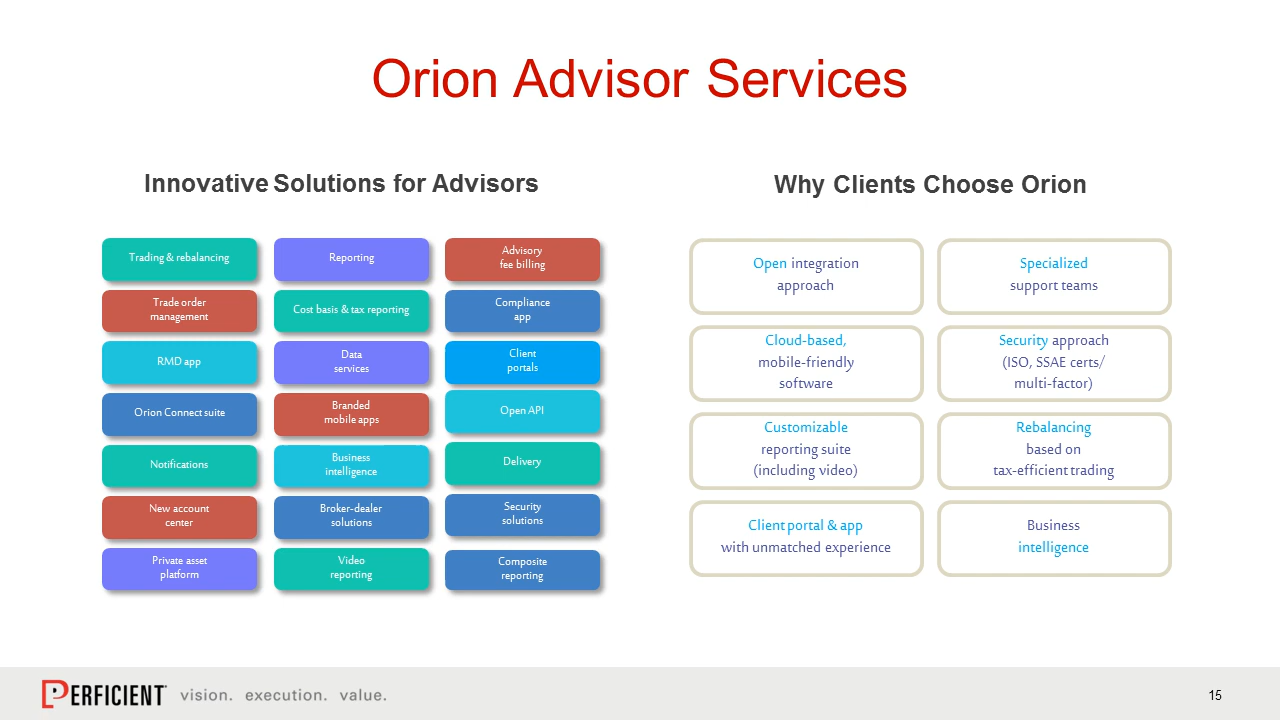 Orion Advisor Services
Innovative Solutions for Advisors
Trading & rebalancing
Reporting
Advisory
fee billing
Trade order
management
Cost basis & tax reporting
Compliance
app
RMD app
Data
services
Client
portals
Orion Connect suite
Branded
mobile apps
Open API
Notifications
Business
intelligence
Delivery
New account
center
Broker-dealer
solutions
Security
solutions
Private asset
platform
Video
reporting
Composite
reporting
Why Clients Choose Orion
Open integration
approach
Specialized
support teams
Cloud-based,
mobile-friendly
software
Security approach
(ISO, SSAE certs/
multi-factor)
Customizable
reporting suite
(including video)
Rebalancing
based on
tax-efficient trading
Client portal & app
with unmatched experience
Business
intelligence
PERFICIENT vision. execution. value.
15